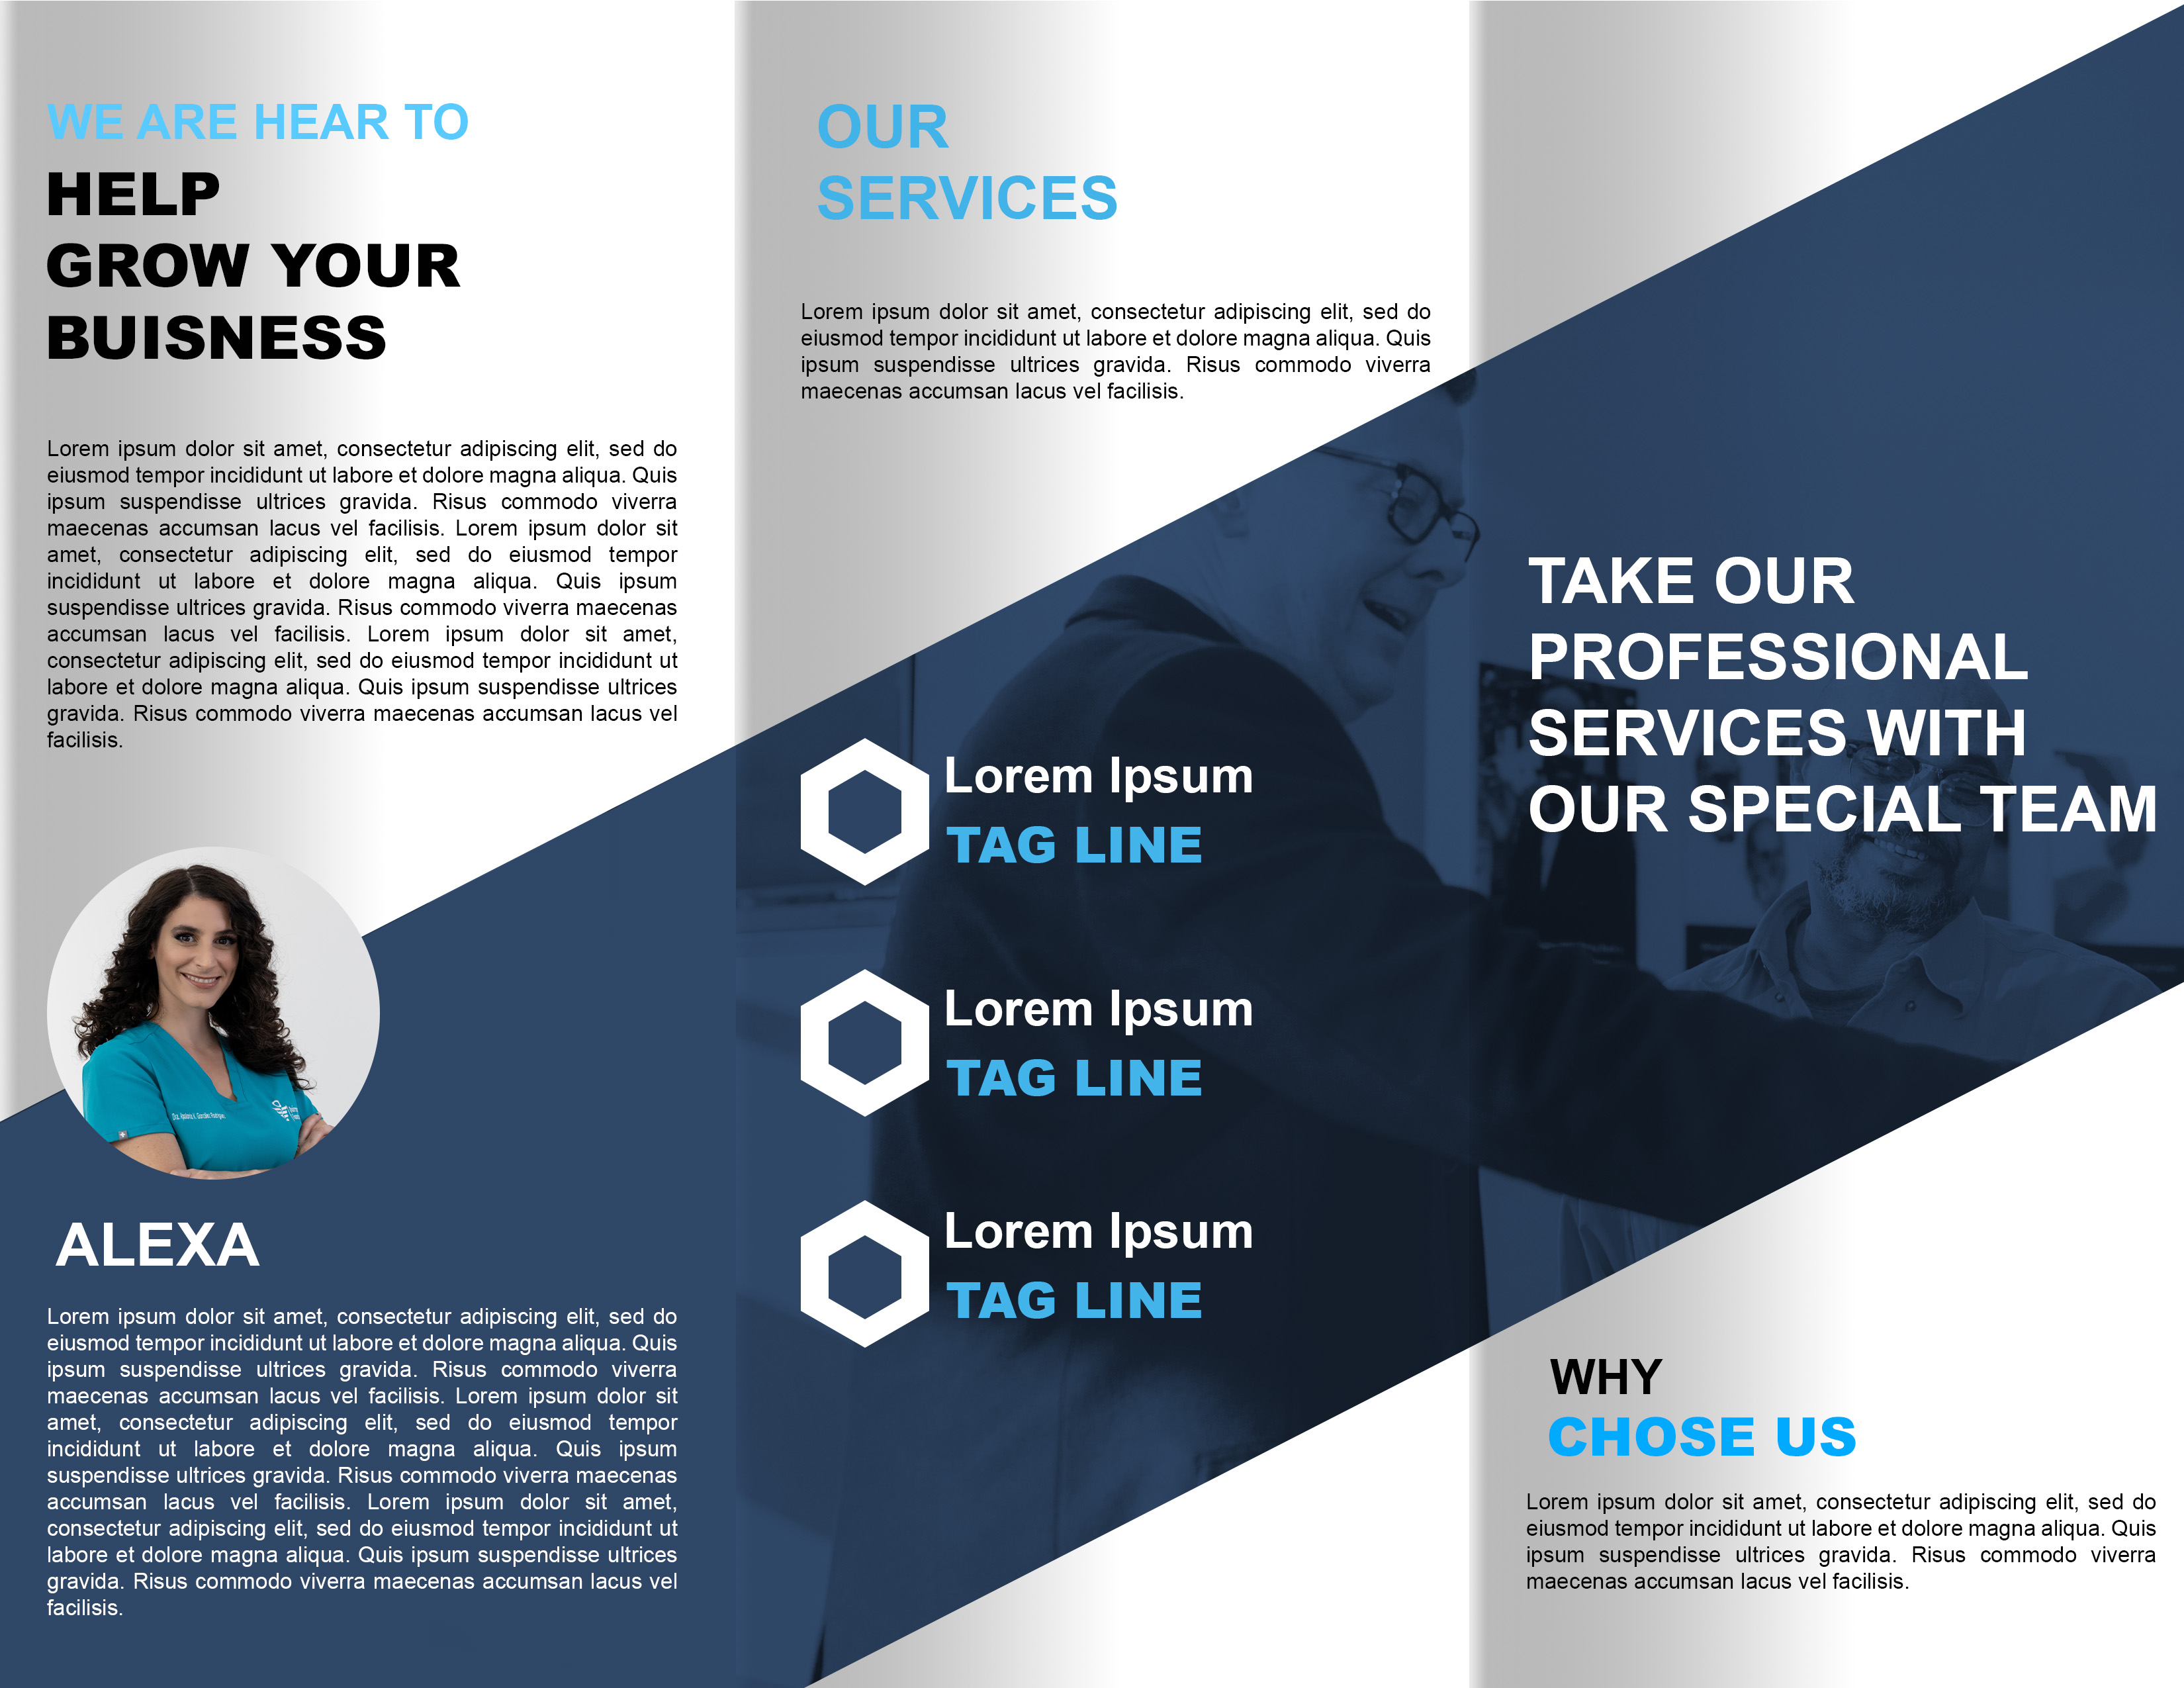 WE ARE HEAR TO
HELP
GROW YOUR
BUISNESS
Lorem ipsum dolor sit amet, consectetur adipiscing elit, sed do
eiusmod tempor incididunt ut labore et dolore magna aliqua. Quis
ipsum suspendisse ultrices gravida. Risus commodo viverra
maecenas accumsan lacus vel facilisis. Lorem ipsum dolor sit
amet, consectetur adipiscing elit, sed do eiusmod tempor
incididunt ut labore et dolore magna aliqua. Quis ipsum
suspendisse ultrices gravida. Risus commodo viverra maecenas
accumsan lacus vel facilisis. Lorem ipsum dolor sit amet,
consectetur adipiscing elit, sed do eiusmod tempor incididunt ut
labore et dolore magna aliqua. Quis ipsum suspendisse ultrices
gravida. Risus commodo viverra maecenas accumsan lacus vel
facilisis.
ALEXA
Lorem ipsum dolor sit amet, consectetur adipiscing elit, sed do
eiusmod tempor incididunt ut labore et dolore magna aliqua. Quis
ipsum suspendisse ultrices gravida. Risus commodo viverra
maecenas accumsan lacus vel facilisis. Lorem ipsum dolor sit
amet, consectetur adipiscing elit, sed do eiusmod tempor
incididunt ut labore et dolore magna aliqua. Quis ipsum
suspendisse ultrices gravida. Risus commodo viverra maecenas
accumsan lacus vel facilisis. Lorem ipsum dolor sit amet,
consectetur adipiscing elit, sed do eiusmod tempor incididunt ut
labore et dolore magna aliqua. Quis ipsum suspendisse ultrices
gravida. Risus commodo viverra maecenas accumsan lacus vel
facilisis.
OUR
SERVICES
Lorem ipsum dolor sit amet, consectetur adipiscing elit, sed do
eiusmod tempor incididunt ut labore et dolore magna aliqua. Quis
ipsum suspendisse ultrices gravida. Risus commodo viverra
maecenas accumsan lacus vel facilisis.
Lorem Ipsum
TAG LINE
Lorem Ipsum
TAG LINE
Lorem Ipsum
TAG LINE
TAKE OUR
PROFESSIONAL
SERVICES WITH
OUR SPECIAL TEAM
WHY
CHOSE US
Lorem ipsum dolor sit amet, consectetur adipiscing elit, sed do
eiusmod tempor incididunt ut labore et dolore magna aliqua. Quis
ipsum suspendisse ultrices gravida. Risus commodo viverra
maecenas accumsan lacus vel facilisis.